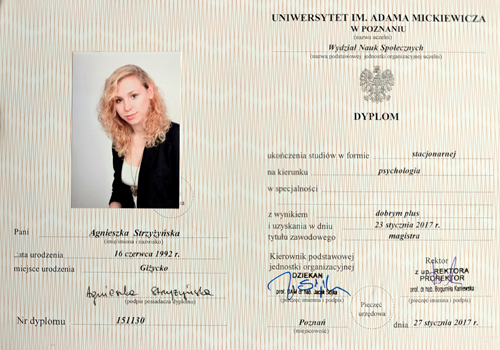 Pani Agnieszka Strzyżyńska
(imię/imiona i nazwisko)
data urodzenia 16 czerwca 1992 r.
miejsce urodzenia Giżycko
Agnieszka Strzyżyńska
(podpis posiadacza dyplomu)
Nr dyplomu 151130
UNIWERSYTET IM. ADAMA MICKIEWICZA
W POZNANIU
(nazwa uczelni)
Wydział Nauk Społecznych
(nazwa podstawowej jednostki organizacyjnej uczelni)
DYPLOM
ukończenia studiów w formie stacjonarnej
na kierunku psychologia
w specjalności
z wynikiem dobrym plus
i uzyskania w dniu 23 stycznia 2017 r.
tytułu zawodowego magistra
Kierownik podstawowej
jednostki organizacyjnej
DZIEKAN
(pieczęć imienna i podpis)
Rektor
z up. REKTORA
PROREKTOR
prof. dr hab. Bogumiła Kaniewska
(pieczęć imienna i podpis)
Pieczęć
urzędowa
Poznań
(miejscowość)
dnia 27 stycznia 2017 r.